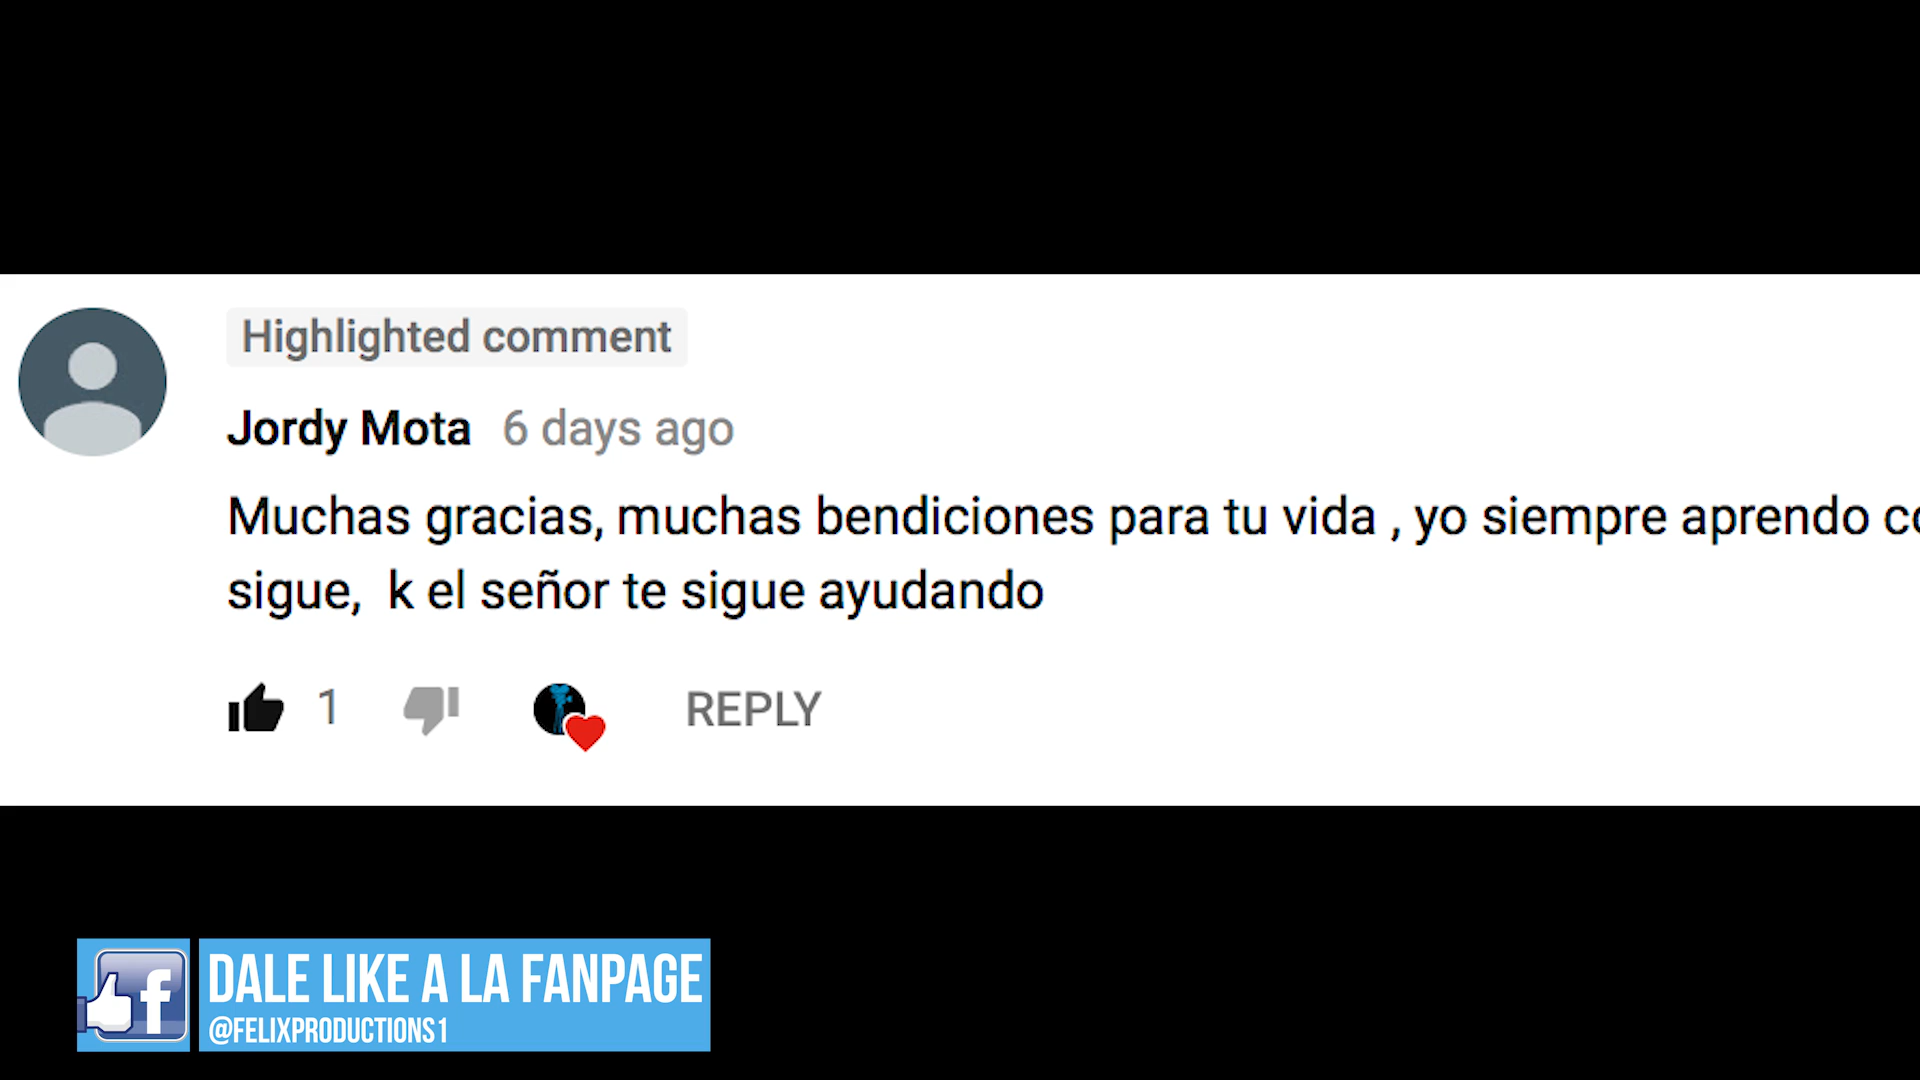 Highlighted comment
Jordy Mota 6 days ago
Muchas gracias, muchas bendiciones para tu vida , yo siempre aprendo
sigue,  k el señor te sigue ayudando
1 REPLY
DALE LIKE A LA FANPAGE
@FELIXPRODUCTIONS1